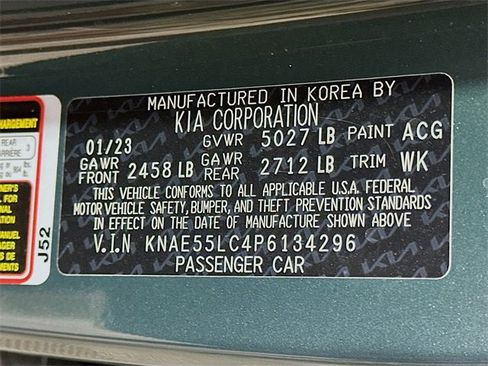 MANUFACTURED IN KOREA BY
KIA CORPORATION
01/23 GVWR 5027 LB PAINT ACG
GAWR FRONT 2458 LB GAWR REAR 2712 LB TRIM WK
THIS VEHICLE CONFORMS TO ALL APPLICABLE U.S.A. FEDERAL
MOTOR VEHICLE SAFETY, BUMPER, AND THEFT PREVENTION STANDARDS
IN EFFECT ON THE DATE OF MANUFACTURE SHOWN ABOVE
V.I.N KNAE55LC4P6134296
PASSENGER CAR
REAR
3
J52